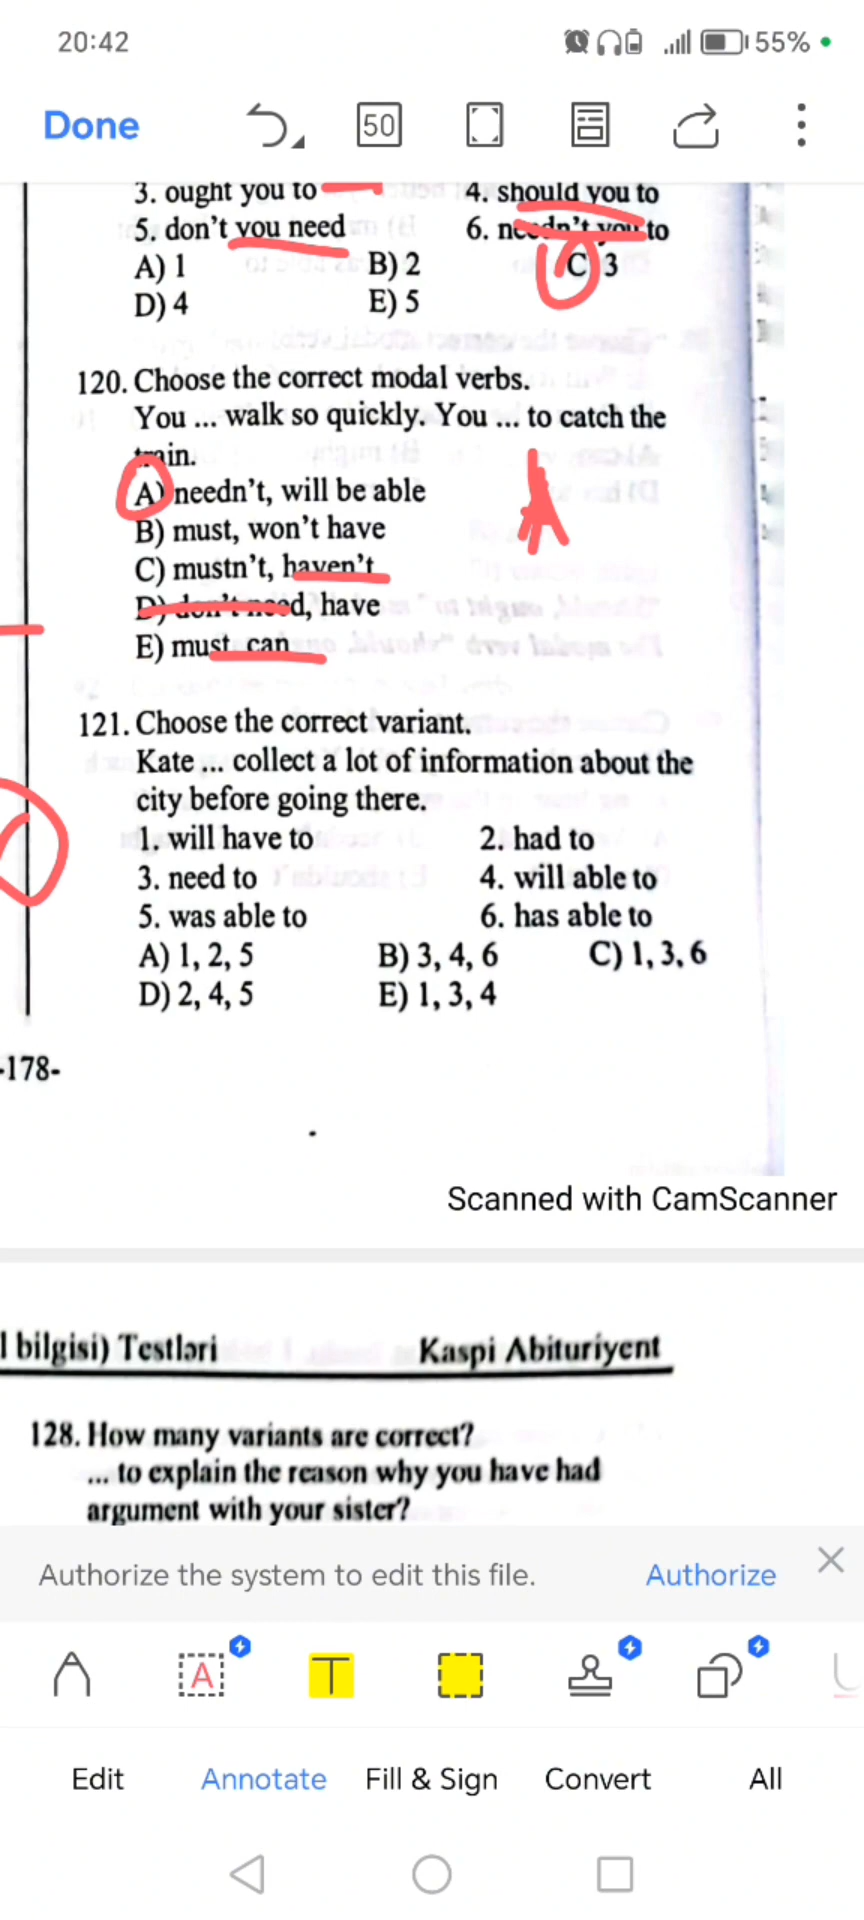 20:42
55%
Done
50
3. ought you to
4. should you to
5. don't you need
6. needn't you to
A) 1
B) 2
C) 3
D) 4
E) 5
120. Choose the correct modal verbs.
You ... walk so quickly. You ... to catch the
train.
A) needn't, will be able
B) must, won't have
C) mustn't, haven't
D) don't need, have
E) must, can
121. Choose the correct variant.
Kate ... collect a lot of information about the
city before going there.
1. will have to
2. had to
3. need to
4. will able to
5. was able to
6. has able to
A) 1, 2, 5
B) 3, 4, 6
C) 1, 3, 6
D) 2, 4, 5
E) 1, 3, 4
-178-
Scanned with CamScanner
l bilgisi) Testləri
Kaspi Abituriyent
128. How many variants are correct?
... to explain the reason why you have had
argument with your sister?
Authorize the system to edit this file.
Authorize
A
T
Edit
Annotate
Fill & Sign
Convert
All